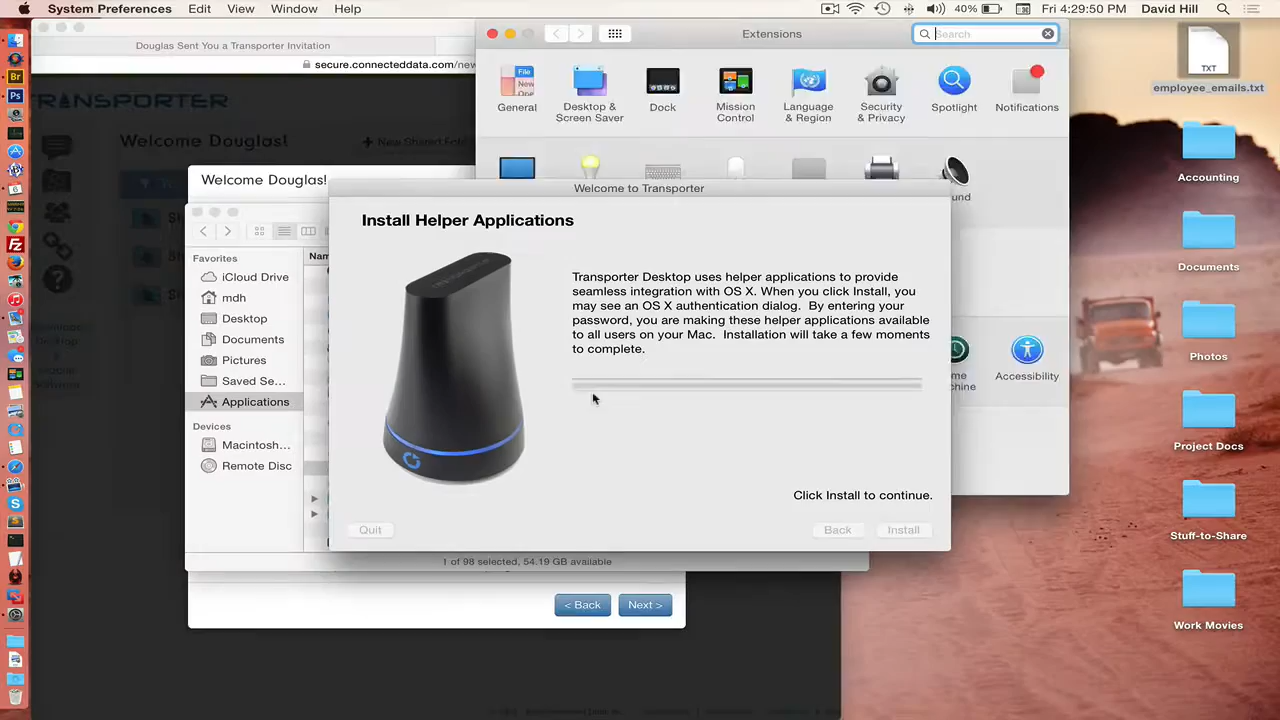 System Preferences Edit View Window Help
40% Fri 4:29:50 PM David Hill
Douglas Sent You a Transporter Invitation
secure.connecteddata.com/new
TRANSPORTER
Welcome Douglas!
+ New Shared Fol
Extensions
Search
General
Desktop &
Screen Saver
Dock
Mission
Control
Language
& Region
Security
& Privacy
Spotlight
Notifications
Accessibility
Welcome Douglas!
Favorites
iCloud Drive
mdh
Desktop
Documents
Pictures
Saved Se...
Applications
Devices
Macintosh...
Remote Disc
1 of 98 selected, 54.19 GB available
< Back
Next >
Welcome to Transporter
Install Helper Applications
Transporter Desktop uses helper applications to provide
seamless integration with OS X. When you click Install, you
may see an OS X authentication dialog. By entering your
password, you are making these helper applications available
to all users on your Mac. Installation will take a few moments
to complete.
Click Install to continue.
Quit
Back
Install
TXT
employee_emails.txt
Accounting
Documents
Photos
Project Docs
Stuff-to-Share
Work Movies